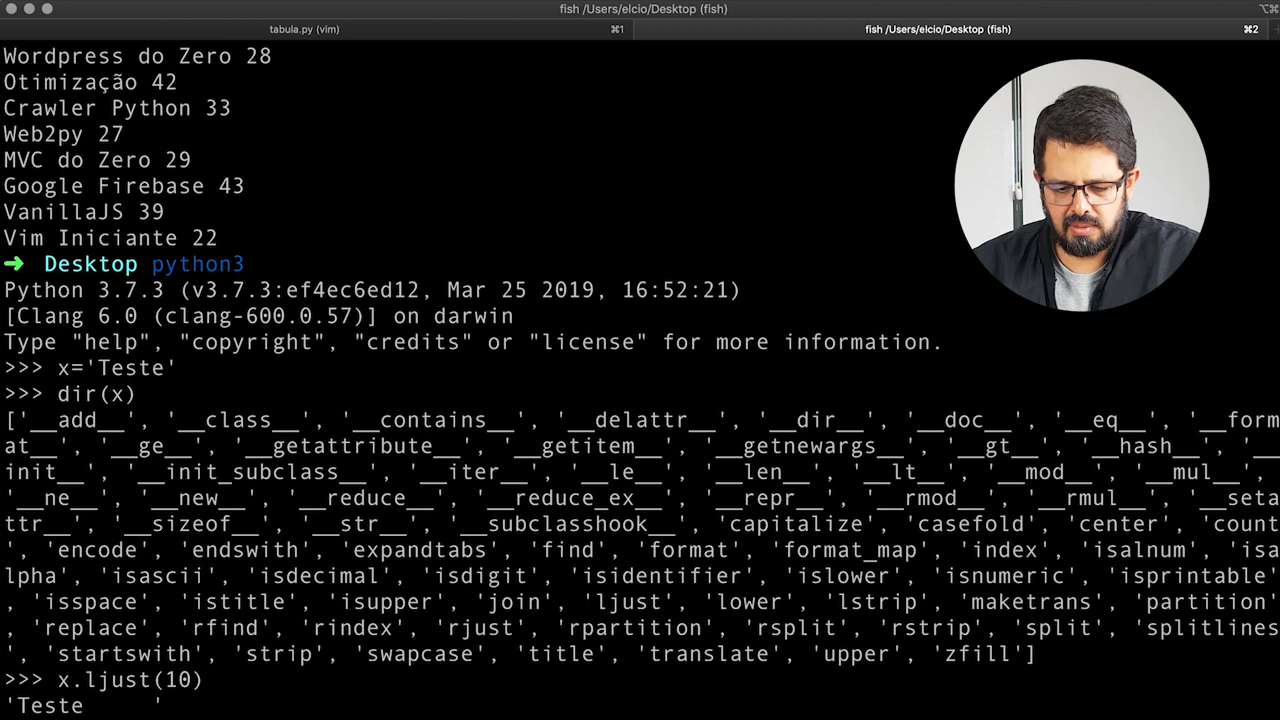 fish /Users/elcio/Desktop (fish)
⌥⌘
tabula.py (vim) ⌘1
fish /Users/elcio/Desktop (fish) ⌘2
Wordpress do Zero 28
Otimização 42
Crawler Python 33
Web2py 27
MVC do Zero 29
Google Firebase 43
VanillaJS 39
Vim Iniciante 22
➜ Desktop python3
Python 3.7.3 (v3.7.3:ef4ec6ed12, Mar 25 2019, 16:52:21)
[Clang 6.0 (clang-600.0.57)] on darwin
Type "help", "copyright", "credits" or "license" for more information.
>>> x='Teste'
>>> dir(x)
['__add__', '__class__', '__contains__', '__delattr__', '__dir__', '__doc__', '__eq__', '__form
at__', '__ge__', '__getattribute__', '__getitem__', '__getnewargs__', '__gt__', '__hash__', '__
init__', '__init_subclass__', '__iter__', '__le__', '__len__', '__lt__', '__mod__', '__mul__',
'__ne__', '__new__', '__reduce__', '__reduce_ex__', '__repr__', '__rmod__', '__rmul__', '__seta
ttr__', '__sizeof__', '__str__', '__subclasshook__', 'capitalize', 'casefold', 'center', 'count
', 'encode', 'endswith', 'expandtabs', 'find', 'format', 'format_map', 'index', 'isalnum', 'isa
lpha', 'isascii', 'isdecimal', 'isdigit', 'isidentifier', 'islower', 'isnumeric', 'isprintable'
, 'isspace', 'istitle', 'isupper', 'join', 'ljust', 'lower', 'lstrip', 'maketrans', 'partition'
, 'replace', 'rfind', 'rindex', 'rjust', 'rpartition', 'rsplit', 'rstrip', 'split', 'splitlines
', 'startswith', 'strip', 'swapcase', 'title', 'translate', 'upper', 'zfill']
>>> x.ljust(10)
'Teste     '